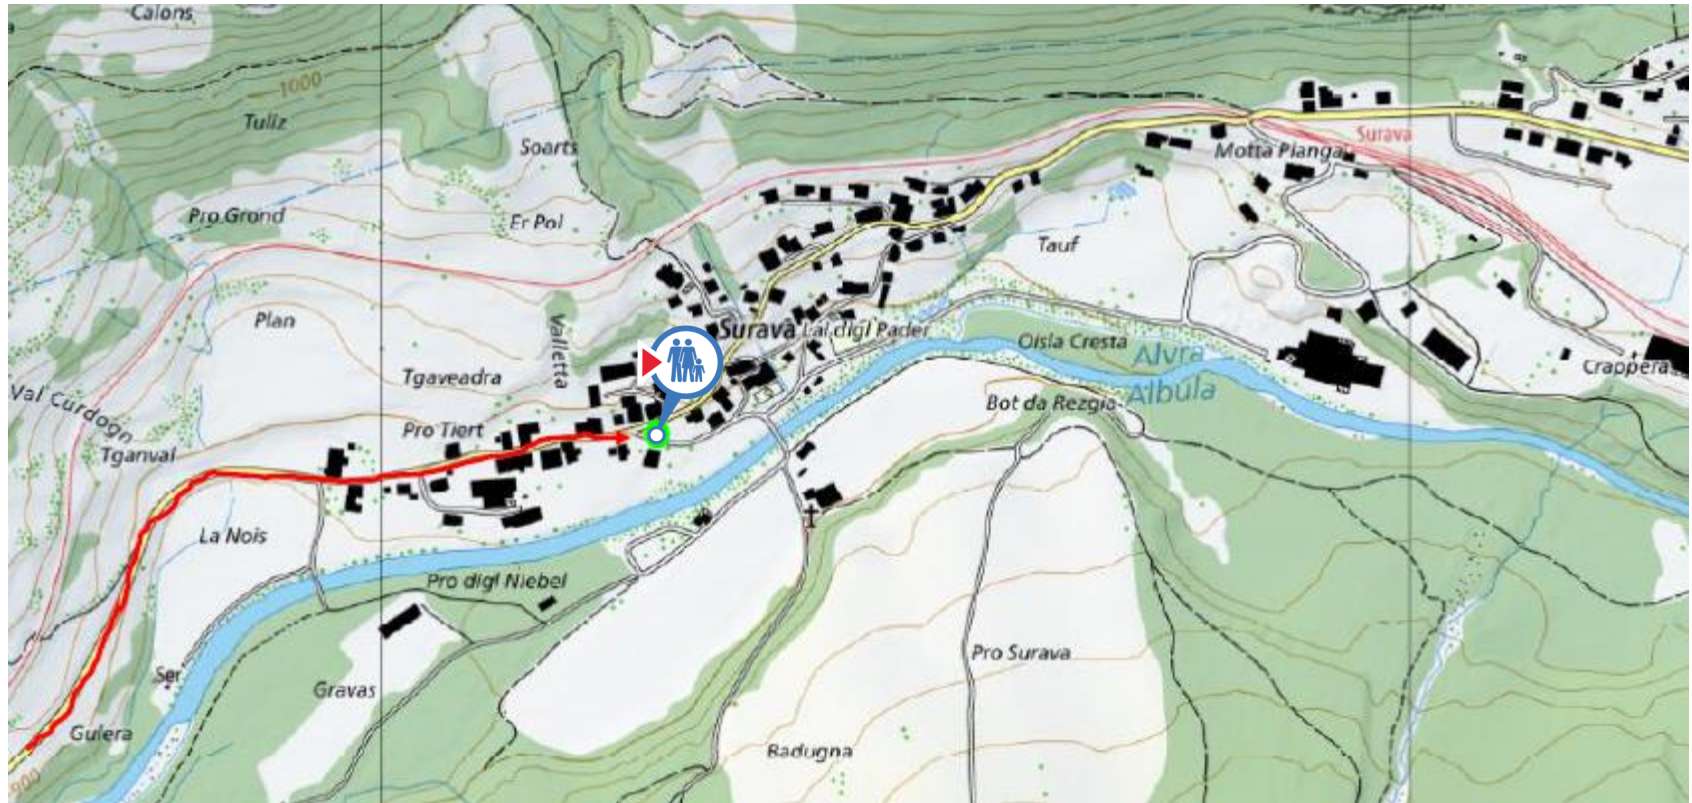 Calons
1000
Tuliz
Soarts
Surava
Motta Pianga
Pro Grond
Er Pol
Tauf
Plan
Valletta
Surava
Lai digl Pader
Oisla Cresta
Alvra
Albula
Crappera
Tgaveadra
Val Curdogn
Bot da Rezgia
Pro Tiert
Tganval
La Nois
Pro digl Niebel
Pro Surava
Ser
Gravas
Gulera
Badugna
900